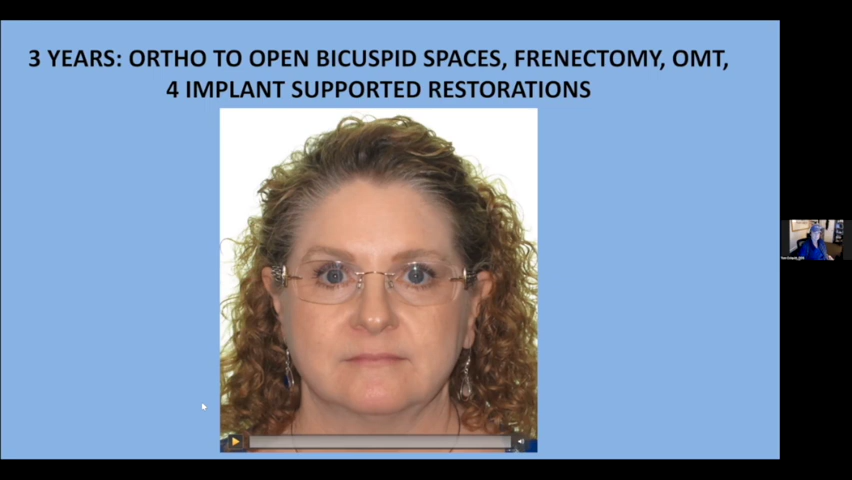 3 YEARS: ORTHO TO OPEN BICUSPID SPACES, FRENECTOMY, OMT,
4 IMPLANT SUPPORTED RESTORATIONS